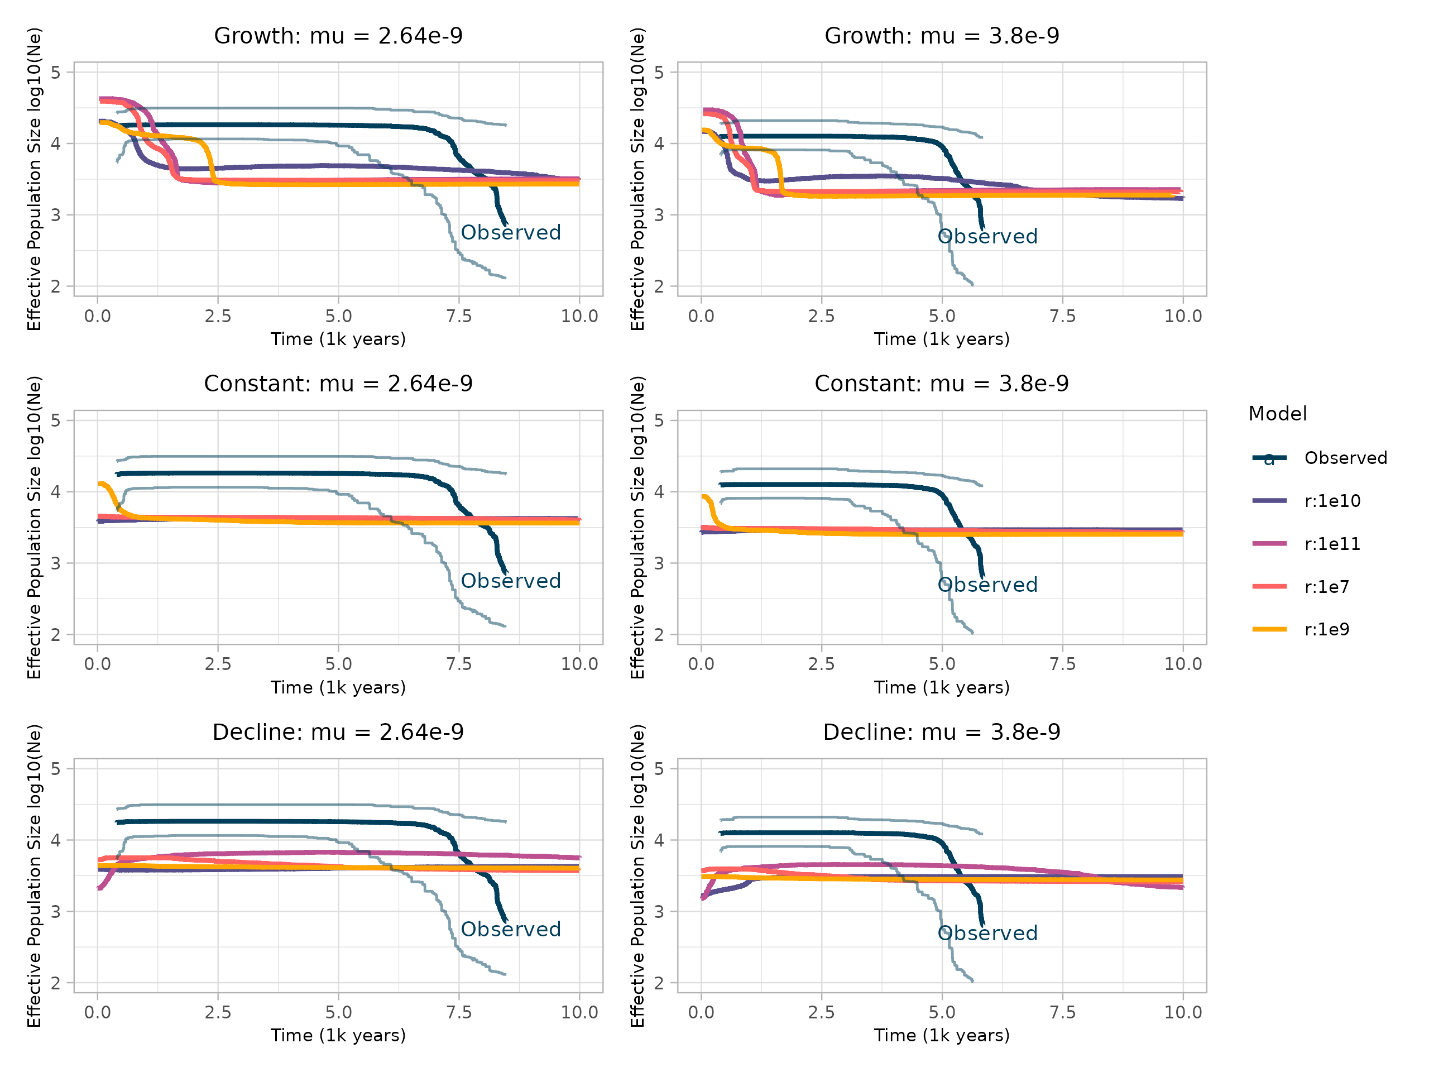 Growth: mu = 2.64e-9
Effective Population Size log10(Ne)
5
4
3
2
Observed
0.0 2.5 5.0 7.5 10.0
Time (1k years)
Growth: mu = 3.8e-9
Effective Population Size log10(Ne)
5
4
3
2
Observed
0.0 2.5 5.0 7.5 10.0
Time (1k years)
Constant: mu = 2.64e-9
Effective Population Size log10(Ne)
5
4
3
2
Observed
0.0 2.5 5.0 7.5 10.0
Time (1k years)
Constant: mu = 3.8e-9
Effective Population Size log10(Ne)
5
4
3
2
Observed
0.0 2.5 5.0 7.5 10.0
Time (1k years)
Model
a Observed
r:1e10
r:1e11
r:1e7
r:1e9
Decline: mu = 2.64e-9
Effective Population Size log10(Ne)
5
4
3
2
Observed
0.0 2.5 5.0 7.5 10.0
Time (1k years)
Decline: mu = 3.8e-9
Effective Population Size log10(Ne)
5
4
3
2
Observed
0.0 2.5 5.0 7.5 10.0
Time (1k years)